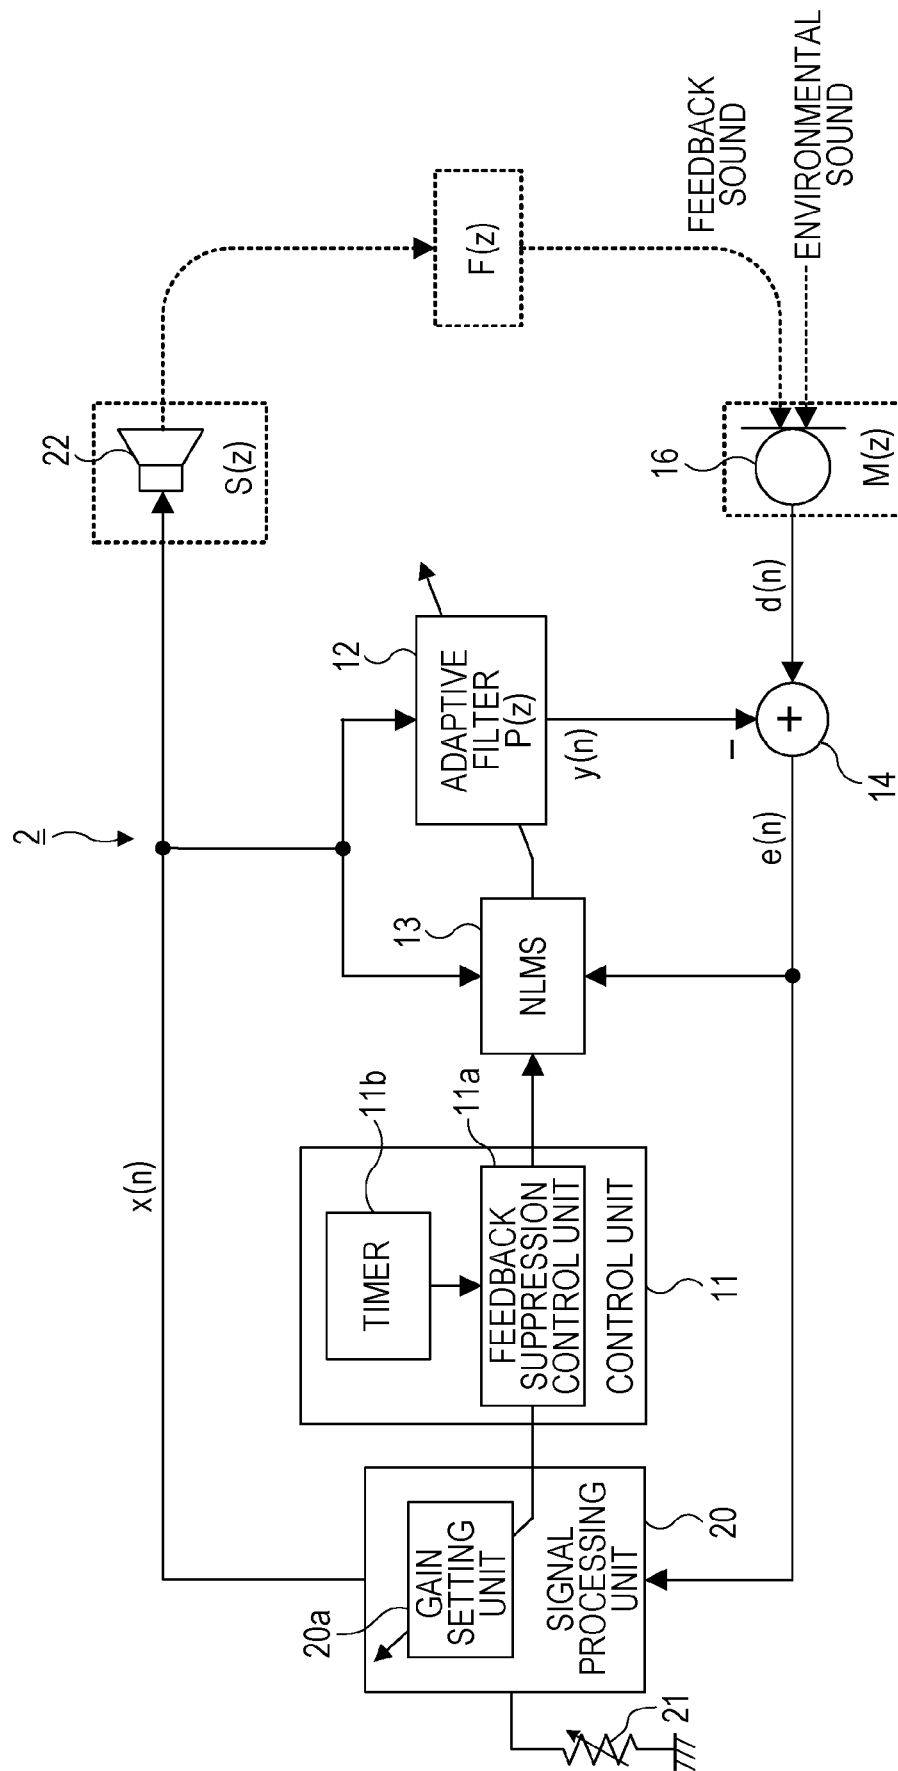 2
x(n)
22
S(z)
F(z)
FEEDBACK
SOUND
ENVIRONMENTAL
SOUND
16
M(z)
d(n)
12
ADAPTIVE
FILTER
P(z)
y(n)
−
+
14
e(n)
13
NLMS
11b
TIMER
11a
FEEDBACK
SUPPRESSION
CONTROL UNIT
CONTROL UNIT
11
20a
GAIN
SETTING
UNIT
SIGNAL
PROCESSING
UNIT
20
21